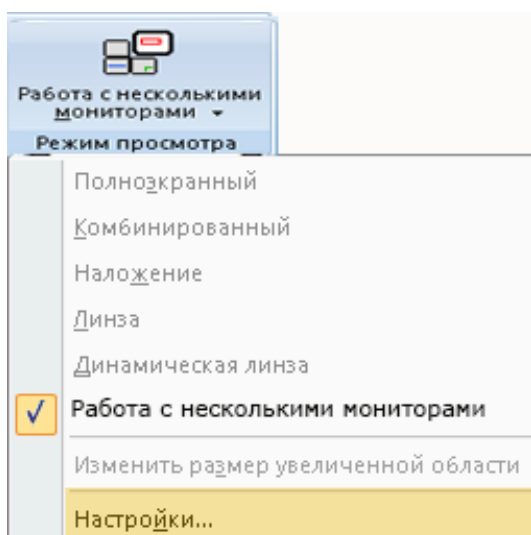 Работа с несколькими
мониторами
Режим просмотра
Полноэкранный
Комбинированный
Наложение
Линза
Динамическая линза
Работа с несколькими мониторами
Изменить размер увеличенной области
Настройки...